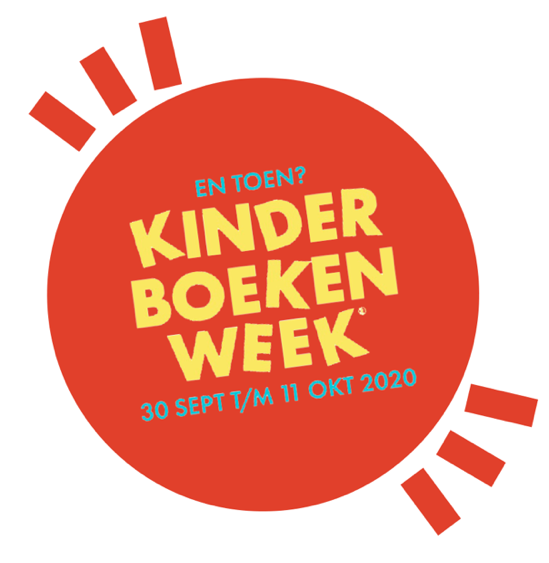 EN TOEN?
KINDER
BOEKEN
WEEK®
30 SEPT T/M 11 OKT 2020